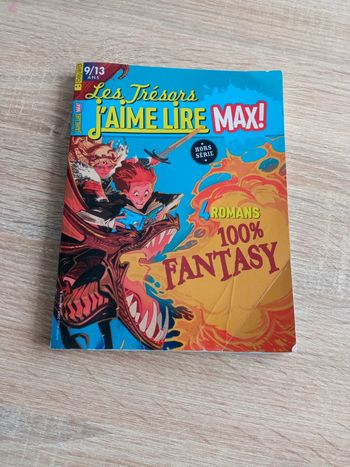 9/13
ANS
Les Trésors
J'AIME LIRE MAX!
HORS
SÉRIE
4 ROMANS
100%
FANTASY